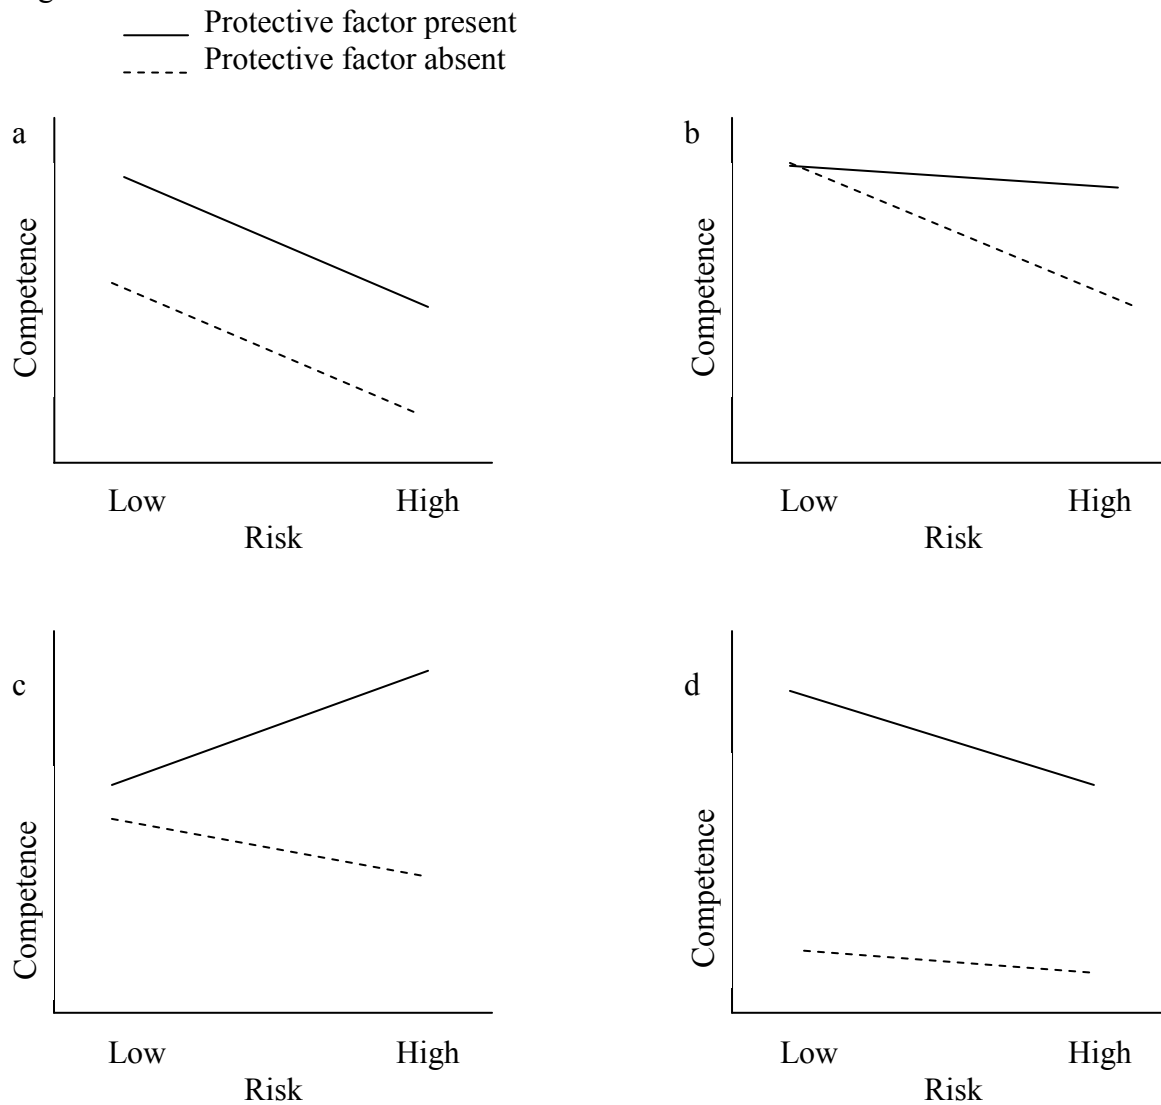 Protective factor present
Protective factor absent
a
Competence
Low High
Risk
b
Competence
Low High
Risk
c
Competence
Low High
Risk
d
Competence
Low High
Risk